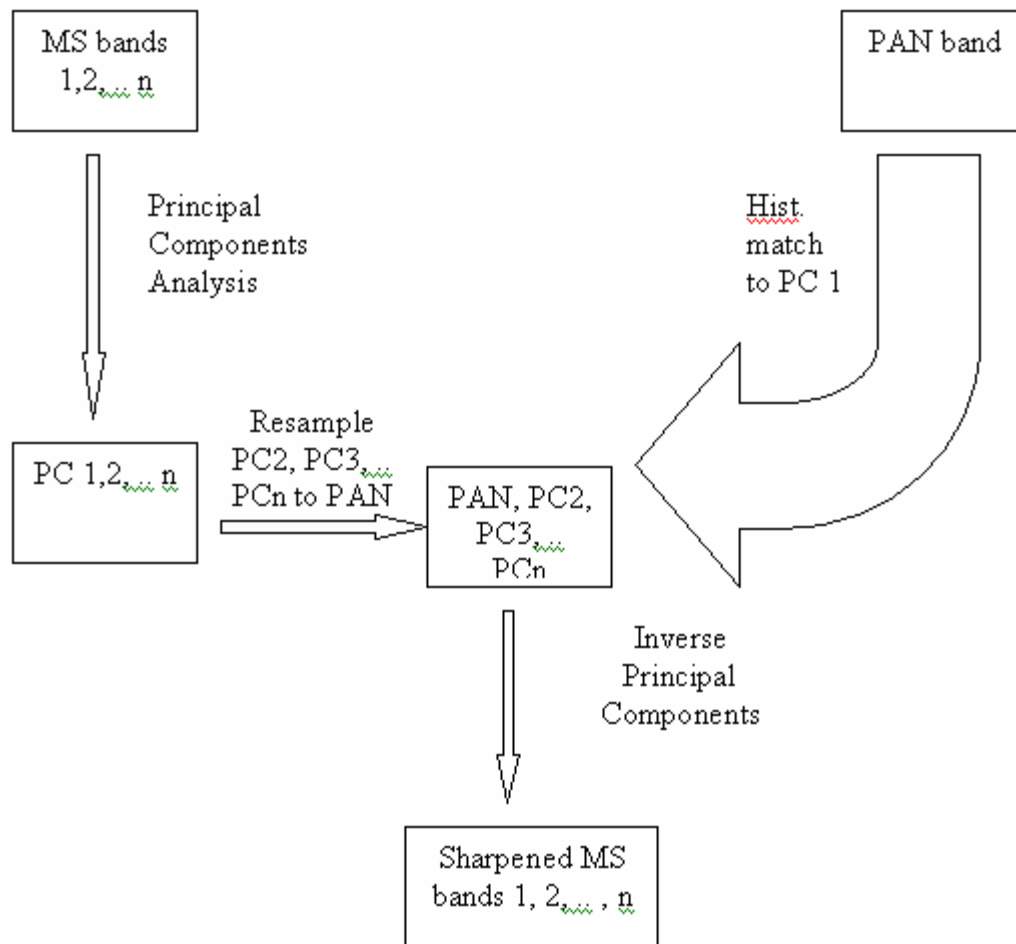 MS bands
1,2,... n
PAN band
Principal
Components
Analysis
Hist.
match
to PC 1
PC 1,2,... n
Resample
PC2, PC3,...
PCn to PAN
PAN, PC2,
PC3,...
PCn
Inverse
Principal
Components
Sharpened MS
bands 1, 2,... , n